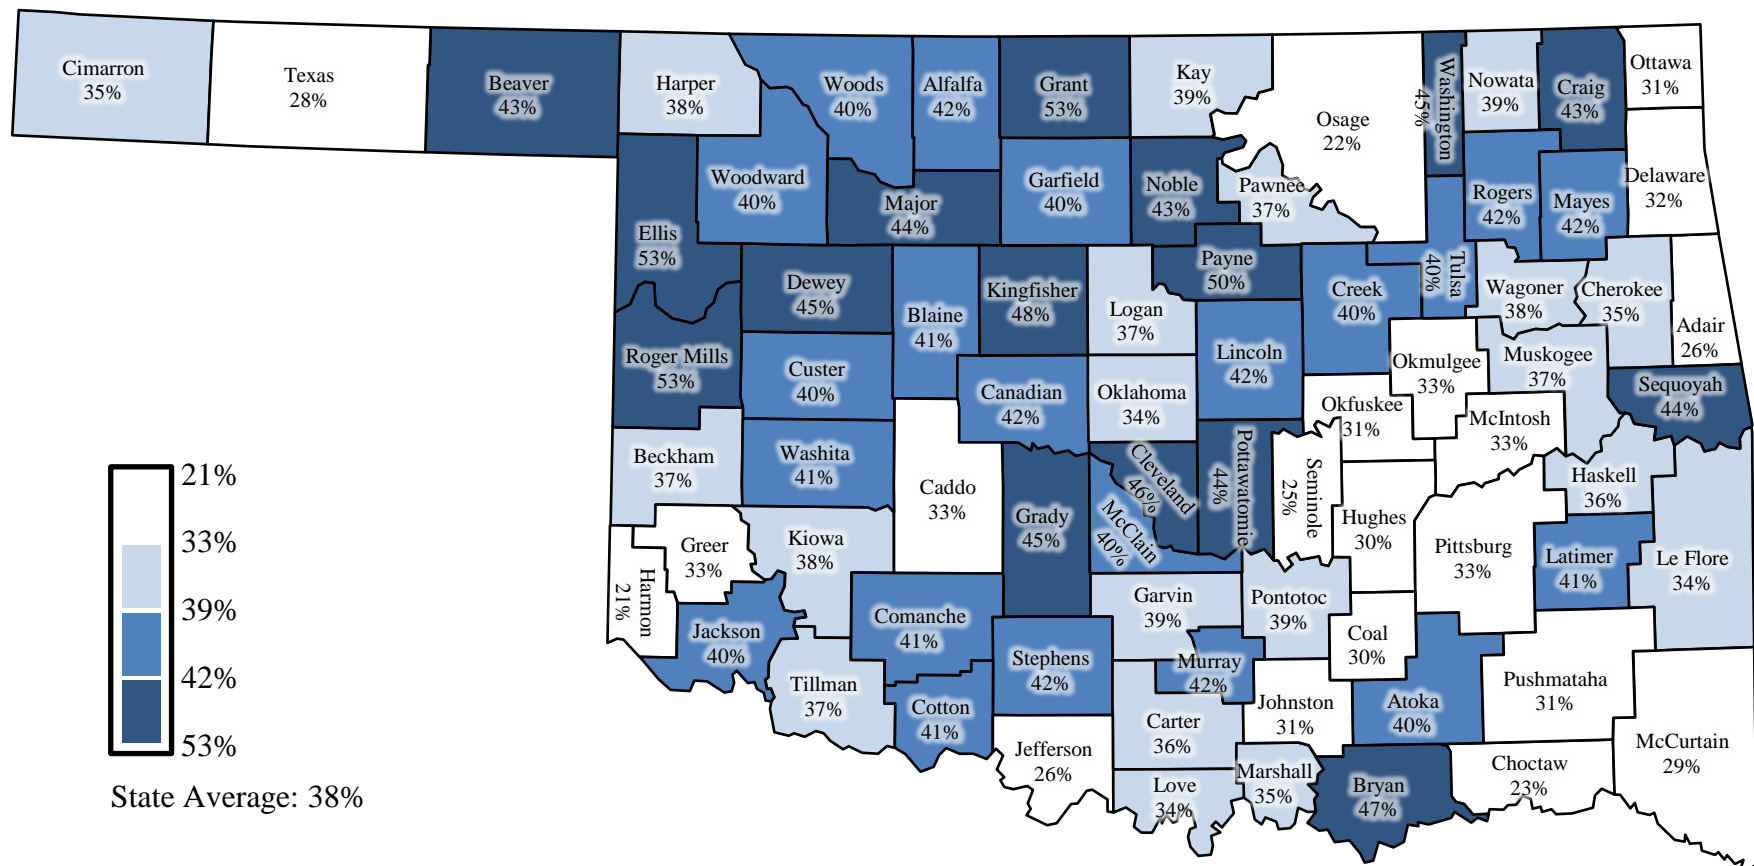 Cimarron
35%
Texas
28%
Beaver
43%
Harper
38%
Woods
40%
Alfalfa
42%
Grant
53%
Kay
39%
Osage
22%
Washington
45%
Nowata
39%
Craig
43%
Ottawa
31%
Ellis
53%
Woodward
40%
Major
44%
Garfield
40%
Noble
43%
Pawnee
37%
Rogers
42%
Mayes
42%
Delaware
32%
Roger Mills
53%
Dewey
45%
Blaine
41%
Kingfisher
48%
Logan
37%
Payne
50%
Creek
40%
Tulsa
40%
Wagoner
38%
Cherokee
35%
Adair
26%
Custer
40%
Canadian
42%
Oklahoma
34%
Lincoln
42%
Okfuskee
31%
Okmulgee
33%
Muskogee
37%
McIntosh
33%
Sequoyah
44%
Beckham
37%
Washita
41%
Caddo
33%
Grady
45%
Cleveland
46%
McClain
40%
Pottawatomie
44%
Seminole
25%
Hughes
30%
Pittsburg
33%
Haskell
36%
Latimer
41%
Le Flore
34%
Harmon
21%
Greer
33%
Kiowa
38%
Jackson
40%
Tillman
37%
Comanche
41%
Cotton
41%
Stephens
42%
Jefferson
26%
Garvin
39%
Murray
42%
Carter
36%
Love
34%
Pontotoc
39%
Johnston
31%
Marshall
35%
Coal
30%
Atoka
40%
Bryan
47%
Pushmataha
31%
Choctaw
23%
McCurtain
29%
21%
33%
39%
42%
53%
State Average: 38%